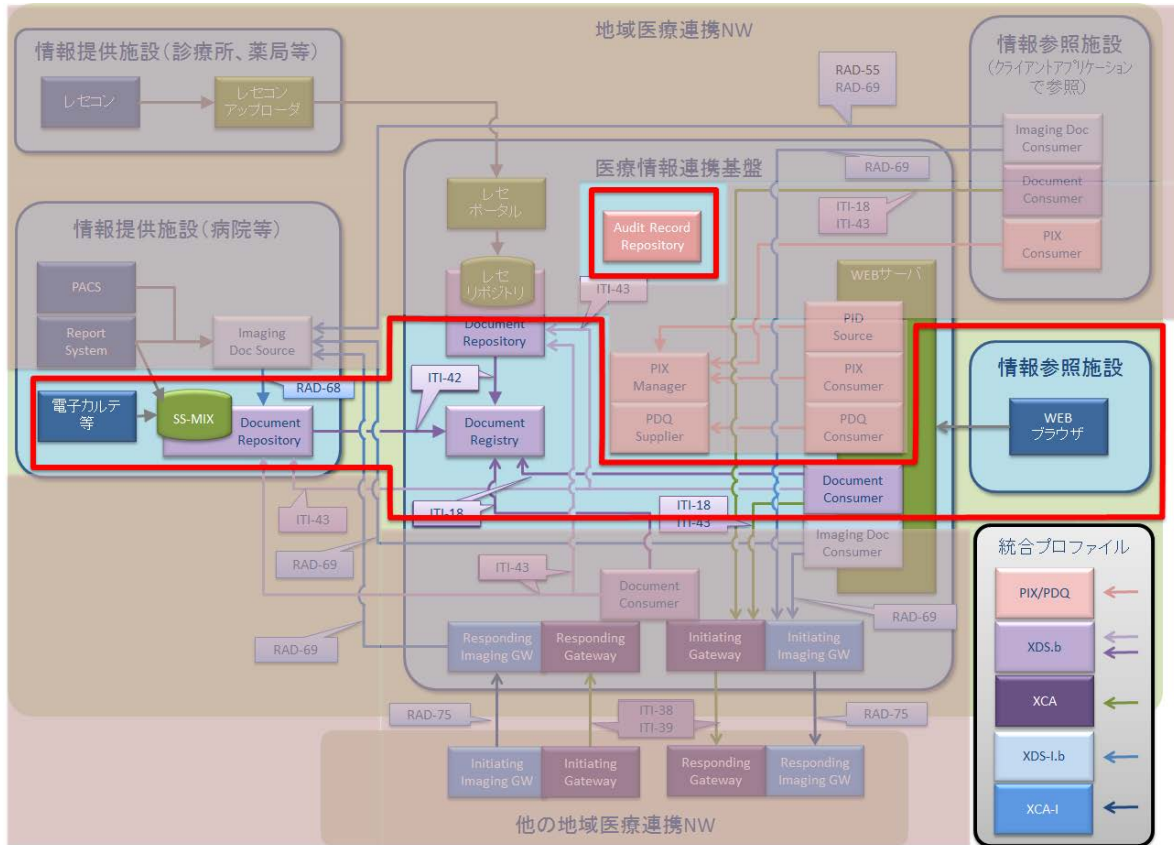 地域医療連携NW
情報提供施設(診療所、薬局等)
レセコン
レセコン
アップローダ
情報参照施設
(クライアントアプリケーション
で参照)
RAD-55
RAD-69
Imaging Doc
Consumer
Document
Consumer
PIX
Consumer
RAD-69
ITI-18
ITI-43
医療情報連携基盤
レセ
ポータル
レセ
リポジトリ
Document
Repository
Audit Record
Repository
ITI-43
WEBサーバ
PID
Source
PIX
Consumer
PDQ
Consumer
PIX
Manager
PDQ
Supplier
情報提供施設(病院等)
PACS
Report
System
Imaging
Doc Source
RAD-68
ITI-42
電子カルテ
等
SS-MIX
Document
Repository
Document
Registry
情報参照施設
WEB
ブラウザ
Document
Consumer
ITI-43
ITI-18
ITI-18
ITI-43
Imaging Doc
Consumer
RAD-69
ITI-43
Document
Consumer
RAD-69
RAD-69
Responding
Imaging GW
Responding
Gateway
Initiating
Gateway
Initiating
Imaging GW
RAD-75
ITI-38
ITI-39
RAD-75
Initiating
Imaging GW
Initiating
Gateway
Responding
Gateway
Responding
Imaging GW
他の地域医療連携NW
統合プロファイル
PIX/PDQ
XDS.b
XCA
XDS-I.b
XCA-I